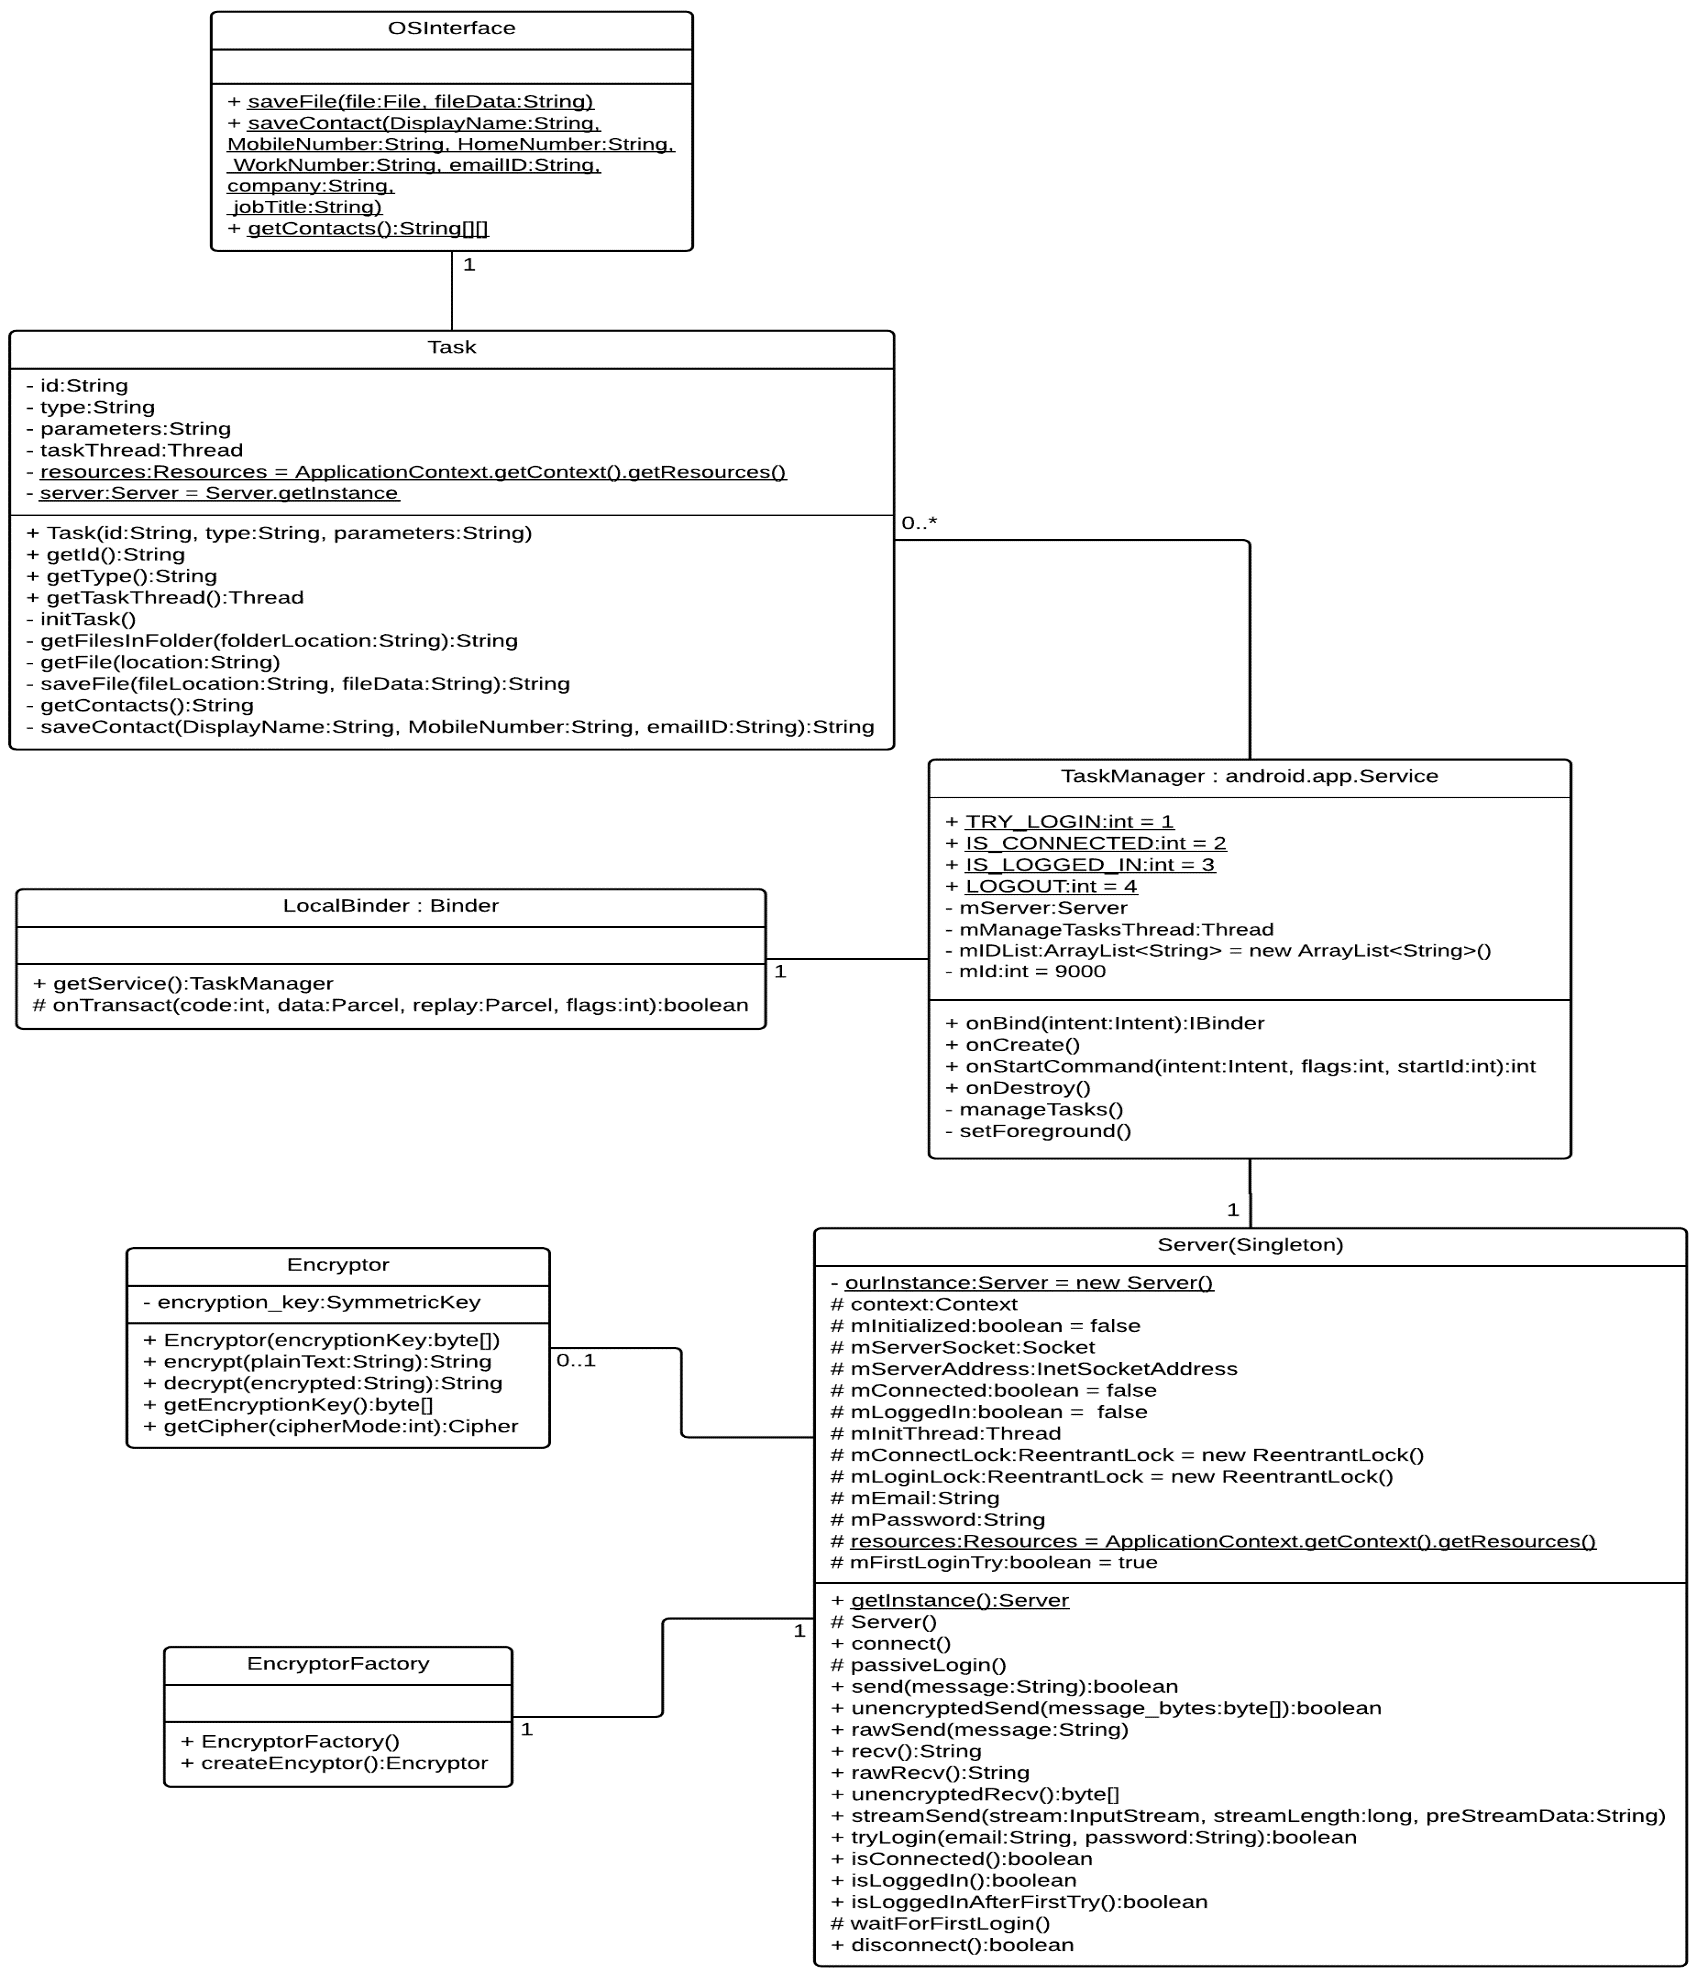 OSInterface
+ saveFile(file:File, fileData:String)
+ saveContact(DisplayName:String,
MobileNumber:String, HomeNumber:String,
WorkNumber:String, emailID:String,
company:String,
jobTitle:String)
+ getContacts():String[][]
1
Task
- id:String
- type:String
- parameters:String
- taskThread:Thread
- resources:Resources = ApplicationContext.getContext().getResources()
- server:Server = Server.getInstance
+ Task(id:String, type:String, parameters:String)
+ getId():String
+ getType():String
+ getTaskThread():Thread
- initTask()
- getFilesInFolder(folderLocation:String):String
- getFile(location:String)
- saveFile(fileLocation:String, fileData:String):String
- getContacts():String
- saveContact(DisplayName:String, MobileNumber:String, emailID:String):String
0..*
TaskManager : android.app.Service
+ TRY_LOGIN:int = 1
+ IS_CONNECTED:int = 2
+ IS_LOGGED_IN:int = 3
+ LOGOUT:int = 4
- mServer:Server
- mManageTasksThread:Thread
- mIDList:ArrayList<String> = new ArrayList<String>()
- mId:int = 9000
+ onBind(intent:Intent):IBinder
+ onCreate()
+ onStartCommand(intent:Intent, flags:int, startId:int):int
+ onDestroy()
- manageTasks()
- setForeground()
LocalBinder : Binder
+ getService():TaskManager
# onTransact(code:int, data:Parcel, replay:Parcel, flags:int):boolean
1
1
Server(Singleton)
- ourInstance:Server = new Server()
# context:Context
# mInitialized:boolean = false
# mServerSocket:Socket
# mServerAddress:InetSocketAddress
# mConnected:boolean = false
# mLoggedIn:boolean =  false
# mInitThread:Thread
# mConnectLock:ReentrantLock = new ReentrantLock()
# mLoginLock:ReentrantLock = new ReentrantLock()
# mEmail:String
# mPassword:String
# resources:Resources = ApplicationContext.getContext().getResources()
# mFirstLoginTry:boolean = true
+ getInstance():Server
# Server()
+ connect()
# passiveLogin()
+ send(message:String):boolean
+ unencryptedSend(message_bytes:byte[]):boolean
+ rawSend(message:String)
+ recv():String
+ rawRecv():String
+ unencryptedRecv():byte[]
+ streamSend(stream:InputStream, streamLength:long, preStreamData:String)
+ tryLogin(email:String, password:String):boolean
+ isConnected():boolean
+ isLoggedIn():boolean
+ isLoggedInAfterFirstTry():boolean
# waitForFirstLogin()
+ disconnect():boolean
Encryptor
- encryption_key:SymmetricKey
+ Encryptor(encryptionKey:byte[])
+ encrypt(plainText:String):String
+ decrypt(encrypted:String):String
+ getEncryptionKey():byte[]
+ getCipher(cipherMode:int):Cipher
0..1
1
EncryptorFactory
+ EncryptorFactory()
+ createEncyptor():Encryptor
1